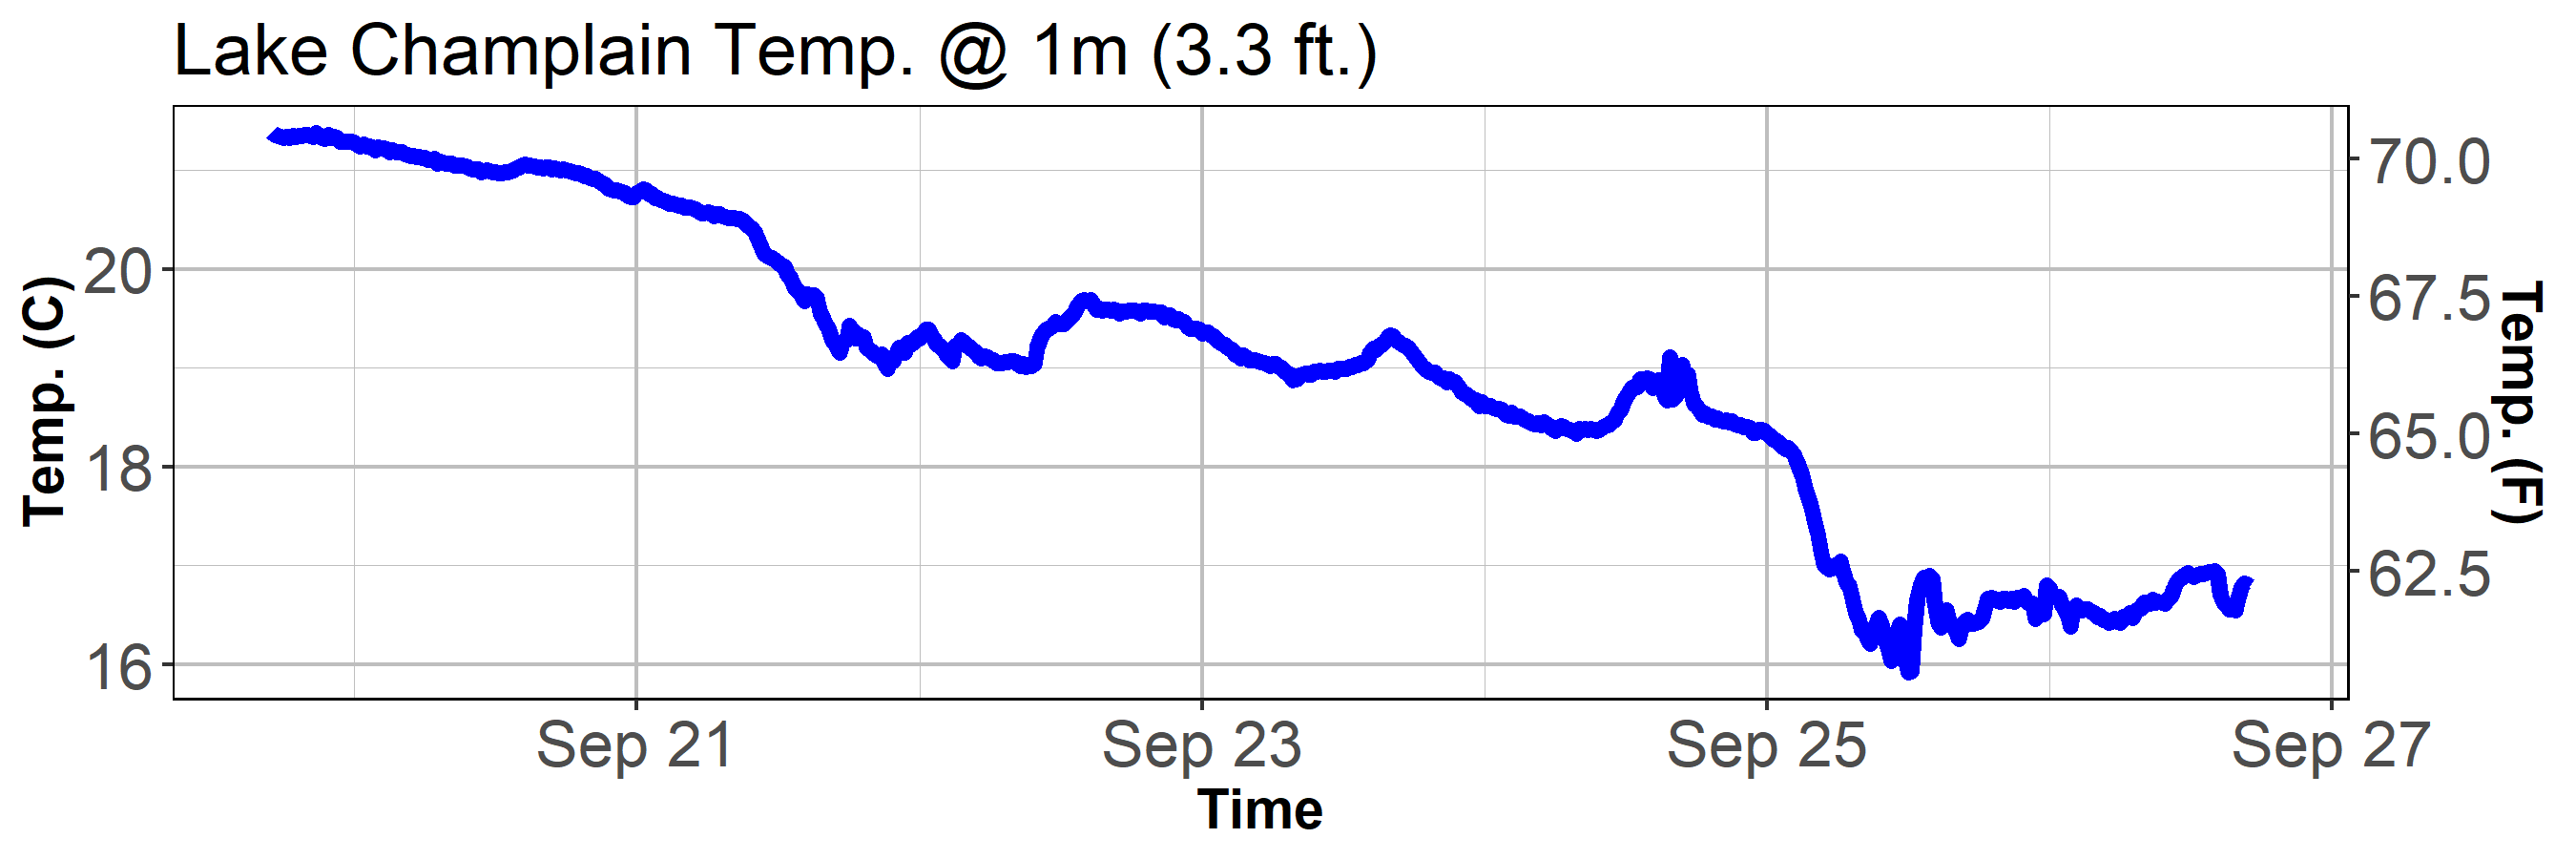 Lake Champlain Temp. @ 1m (3.3 ft.)
Temp. (C)
20
18
16
70.0
67.5
65.0
62.5
Temp. (F)
Sep 21
Sep 23
Sep 25
Sep 27
Time